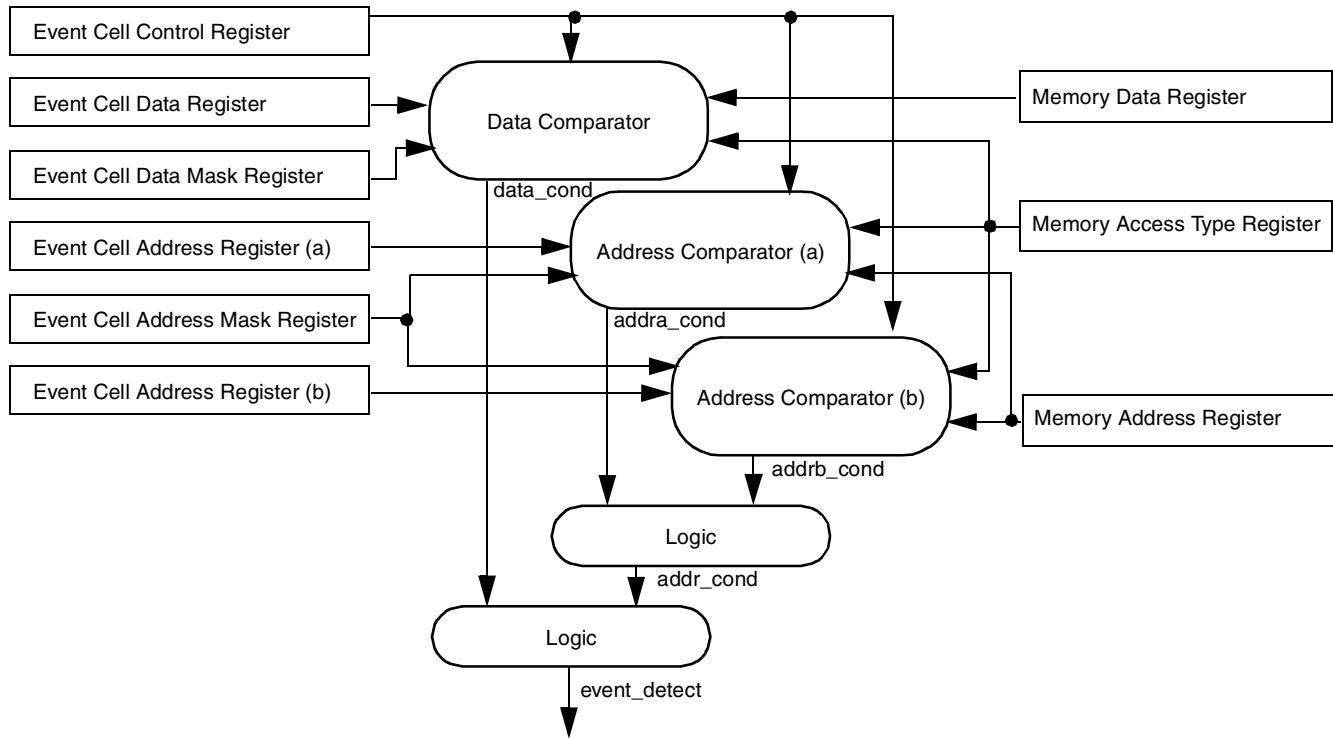 Event Cell Control Register
Event Cell Data Register
Memory Data Register
Data Comparator
Event Cell Data Mask Register
data_cond
Event Cell Address Register (a)
Memory Access Type Register
Address Comparator (a)
Event Cell Address Mask Register
addra_cond
Event Cell Address Register (b)
Address Comparator (b)
Memory Address Register
addrb_cond
Logic
addr_cond
Logic
event_detect